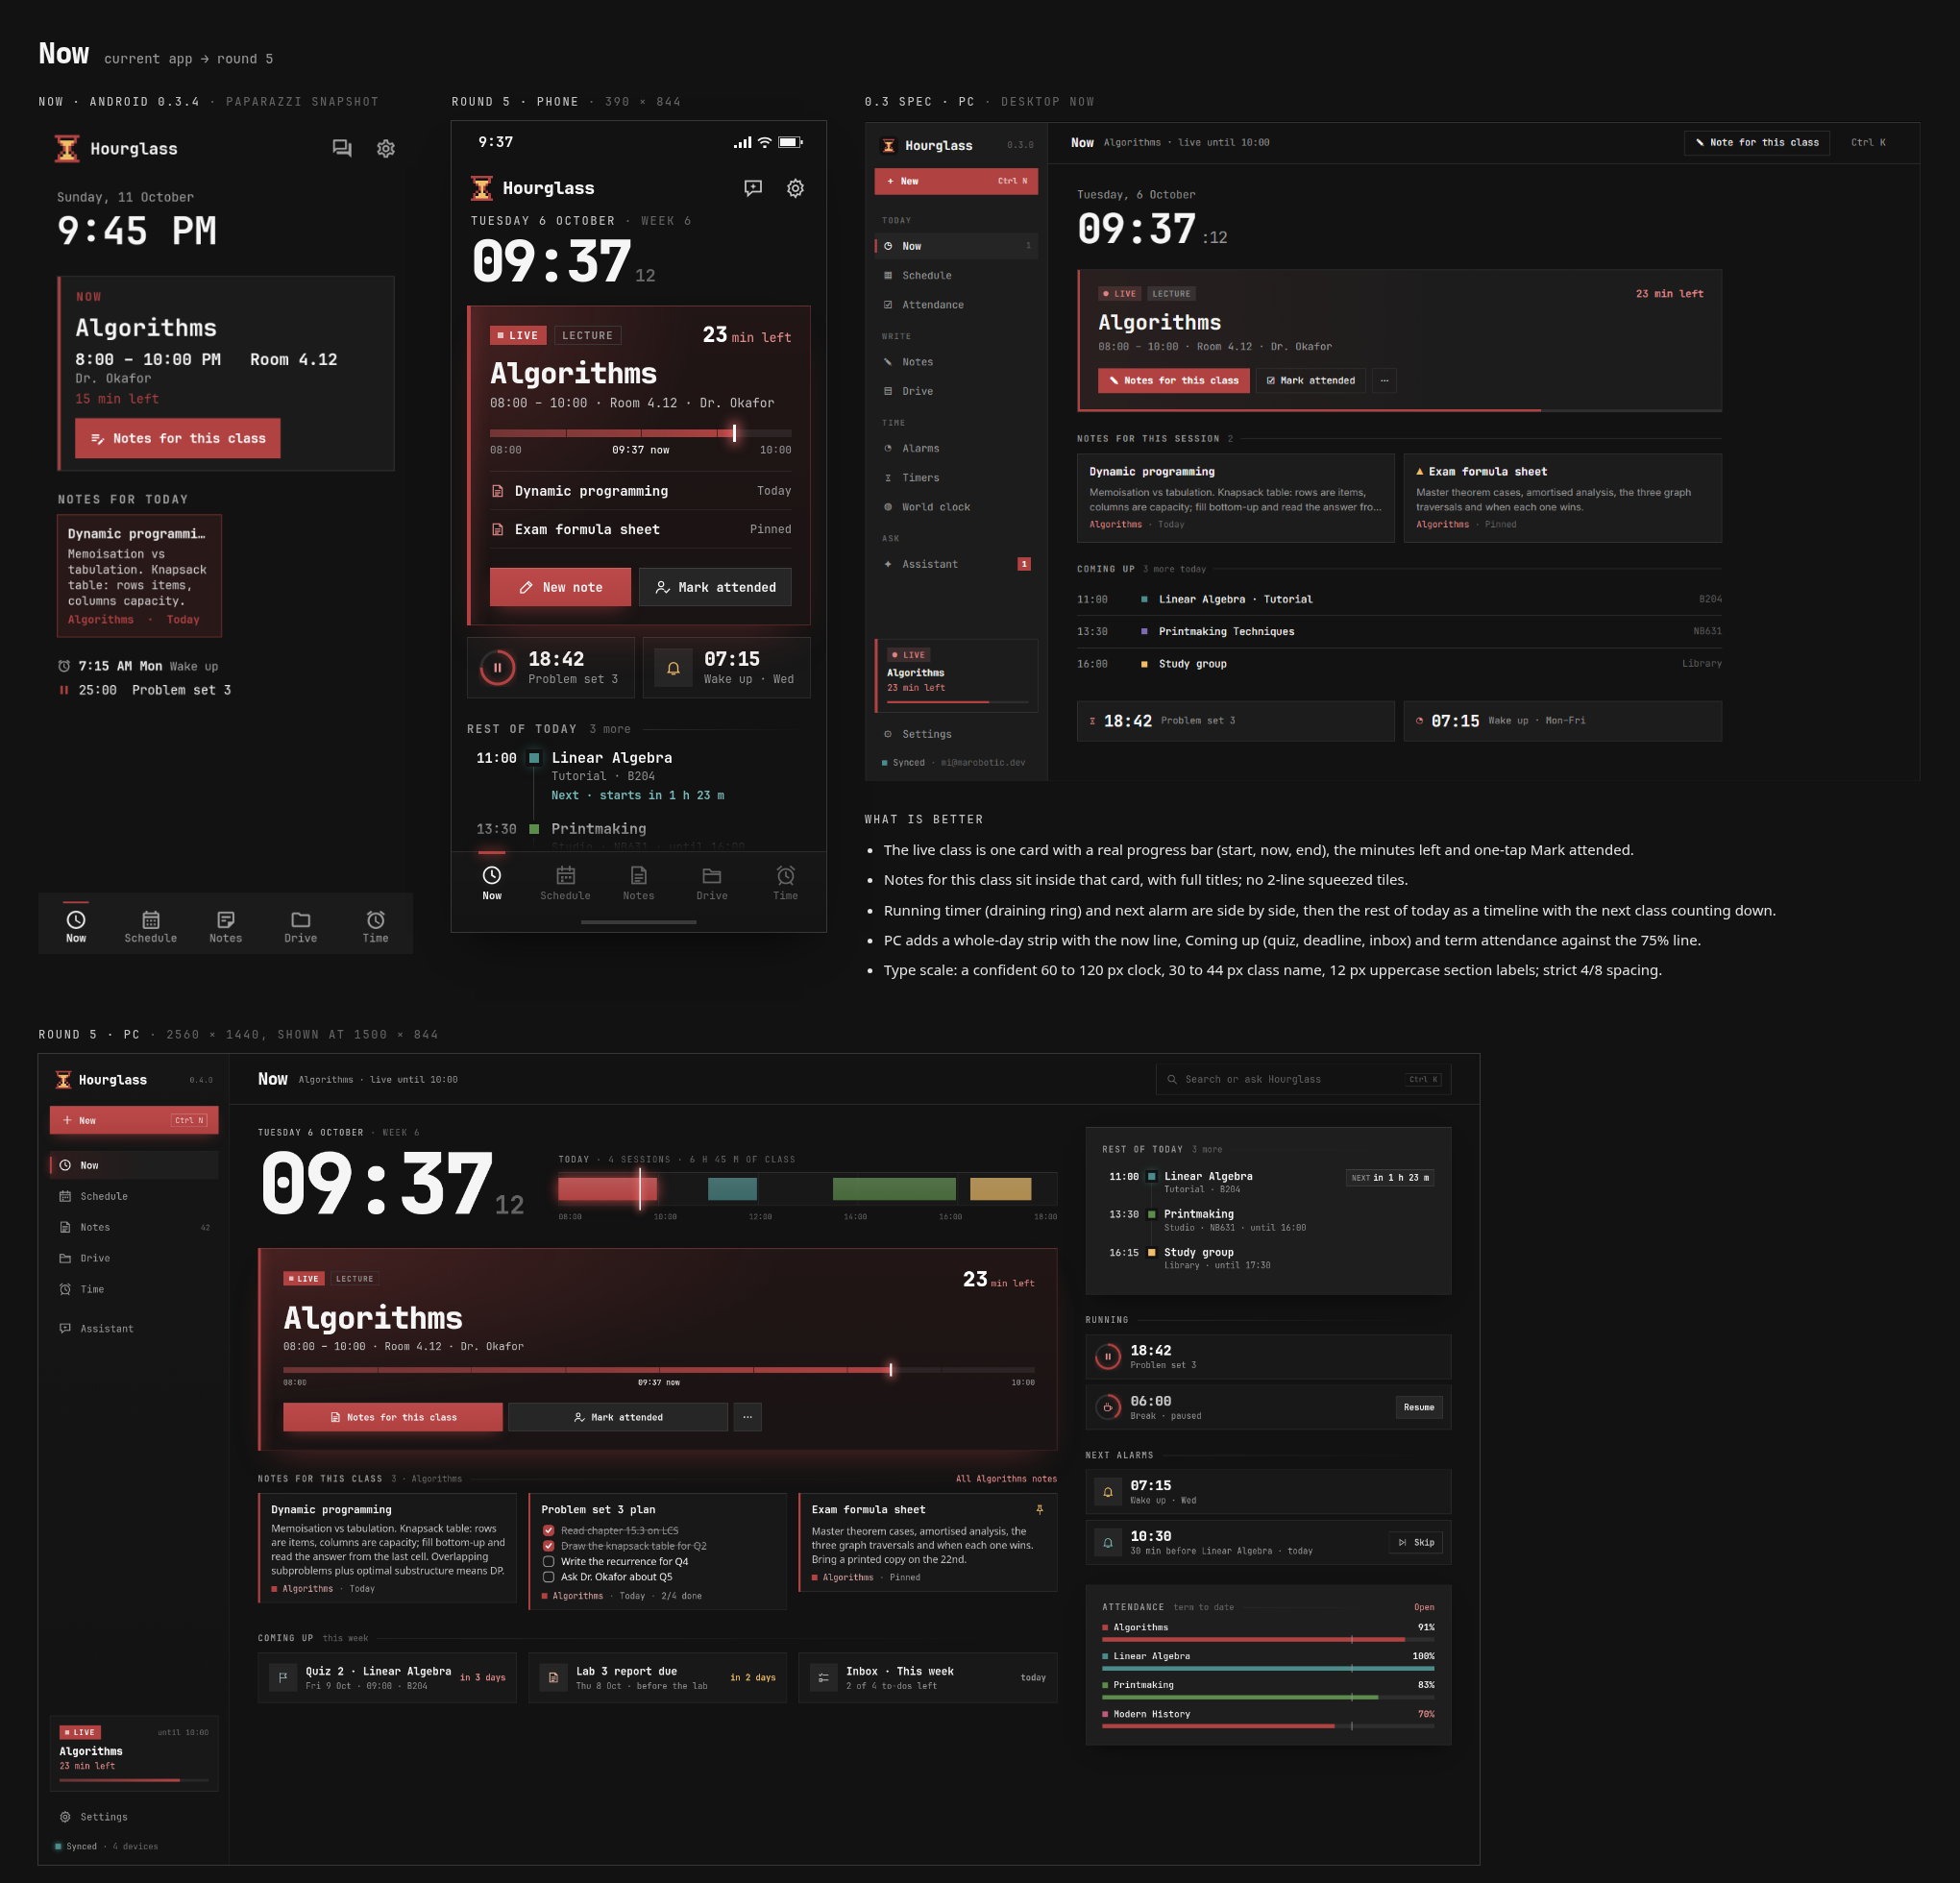 Now current app → round 5
NOW · ANDROID 0.3.4 · PAPARAZZI SNAPSHOT
Hourglass
Sunday, 11 October
9:45 PM
NOW
Algorithms
8:00 – 10:00 PM Room 4.12
Dr. Okafor
15 min left
Notes for this class
NOTES FOR TODAY
Dynamic programmi…
Memoisation vs
tabulation. Knapsack
table: rows items,
columns capacity.
Algorithms · Today
7:15 AM Mon Wake up
25:00 Problem set 3
Now Schedule Notes Drive Time
ROUND 5 · PHONE · 390 × 844
9:37
Hourglass
TUESDAY 6 OCTOBER · WEEK 6
09:37 12
LIVE LECTURE 23 min left
Algorithms
08:00 – 10:00 · Room 4.12 · Dr. Okafor
08:00 09:37 now 10:00
Dynamic programming Today
Exam formula sheet Pinned
New note Mark attended
18:42 Problem set 3
07:15 Wake up · Wed
REST OF TODAY 3 more
11:00 Linear Algebra
Tutorial · B204
Next · starts in 1 h 23 m
13:30 Printmaking
Studio · NB631 · until 16:00
Now Schedule Notes Drive Time
0.3 SPEC · PC · DESKTOP NOW
Hourglass 0.3.0
+ New Ctrl N
TODAY
Now 1
Schedule
Attendance
WRITE
Notes
Drive
TIME
Alarms
Timers
World clock
ASK
Assistant 1
LIVE
Algorithms
23 min left
Settings
Synced · mi@marobotic.dev
Now Algorithms · live until 10:00 Note for this class Ctrl K
Tuesday, 6 October
09:37 :12
LIVE LECTURE 23 min left
Algorithms
08:00 – 10:00 · Room 4.12 · Dr. Okafor
Notes for this class Mark attended …
NOTES FOR THIS SESSION 2
Dynamic programming
Memoisation vs tabulation. Knapsack table: rows are items,
columns are capacity; fill bottom-up and read the answer fro...
Algorithms · Today
Exam formula sheet
Master theorem cases, amortised analysis, the three graph
traversals and when each one wins.
Algorithms · Pinned
COMING UP 3 more today
11:00 Linear Algebra · Tutorial B204
13:30 Printmaking Techniques NB631
16:00 Study group Library
18:42 Problem set 3
07:15 Wake up · Mon–Fri
WHAT IS BETTER
• The live class is one card with a real progress bar (start, now, end), the minutes left and one-tap Mark attended.
• Notes for this class sit inside that card, with full titles; no 2-line squeezed tiles.
• Running timer (draining ring) and next alarm are side by side, then the rest of today as a timeline with the next class counting down.
• PC adds a whole-day strip with the now line, Coming up (quiz, deadline, inbox) and term attendance against the 75% line.
• Type scale: a confident 60 to 120 px clock, 30 to 44 px class name, 12 px uppercase section labels; strict 4/8 spacing.
ROUND 5 · PC · 2560 × 1440, SHOWN AT 1500 × 844
Hourglass 0.4.0
+ New Ctrl N
Now
Schedule
Notes 42
Drive
Time
Assistant
LIVE until 10:00
Algorithms
23 min left
Settings
Synced · 4 devices
Now Algorithms · live until 10:00 Search or ask Hourglass Ctrl K
TUESDAY 6 OCTOBER · WEEK 6
09:37 12
TODAY · 4 SESSIONS · 6 H 45 M OF CLASS
08:00 10:00 12:00 14:00 16:00 18:00
LIVE LECTURE 23 min left
Algorithms
08:00 – 10:00 · Room 4.12 · Dr. Okafor
08:00 09:37 now 10:00
Notes for this class Mark attended …
NOTES FOR THIS CLASS 3 · Algorithms All Algorithms notes
Dynamic programming
Memoisation vs tabulation. Knapsack table: rows
are items, columns are capacity; fill bottom-up and
read the answer from the last cell. Overlapping
subproblems plus optimal substructure means DP.
Algorithms · Today
Problem set 3 plan
Read chapter 15.3 on LCS
Draw the knapsack table for Q2
Write the recurrence for Q4
Ask Dr. Okafor about Q5
Algorithms · Today · 2/4 done
Exam formula sheet
Master theorem cases, amortised analysis, the
three graph traversals and when each one wins.
Bring a printed copy on the 22nd.
Algorithms · Pinned
COMING UP this week
Quiz 2 · Linear Algebra in 3 days
Fri 9 Oct · 09:00 · B204
Lab 3 report due in 2 days
Thu 8 Oct · before the lab
Inbox · This week today
2 of 4 to-dos left
REST OF TODAY 3 more
11:00 Linear Algebra NEXT in 1 h 23 m
Tutorial · B204
13:30 Printmaking
Studio · NB631 · until 16:00
16:15 Study group
Library · until 17:30
RUNNING
18:42
Problem set 3
06:00
Break · paused
Resume
NEXT ALARMS
07:15
Wake up · Wed
10:30
30 min before Linear Algebra · today
Skip
ATTENDANCE term to date Open
Algorithms 91%
Linear Algebra 100%
Printmaking 83%
Modern History 70%